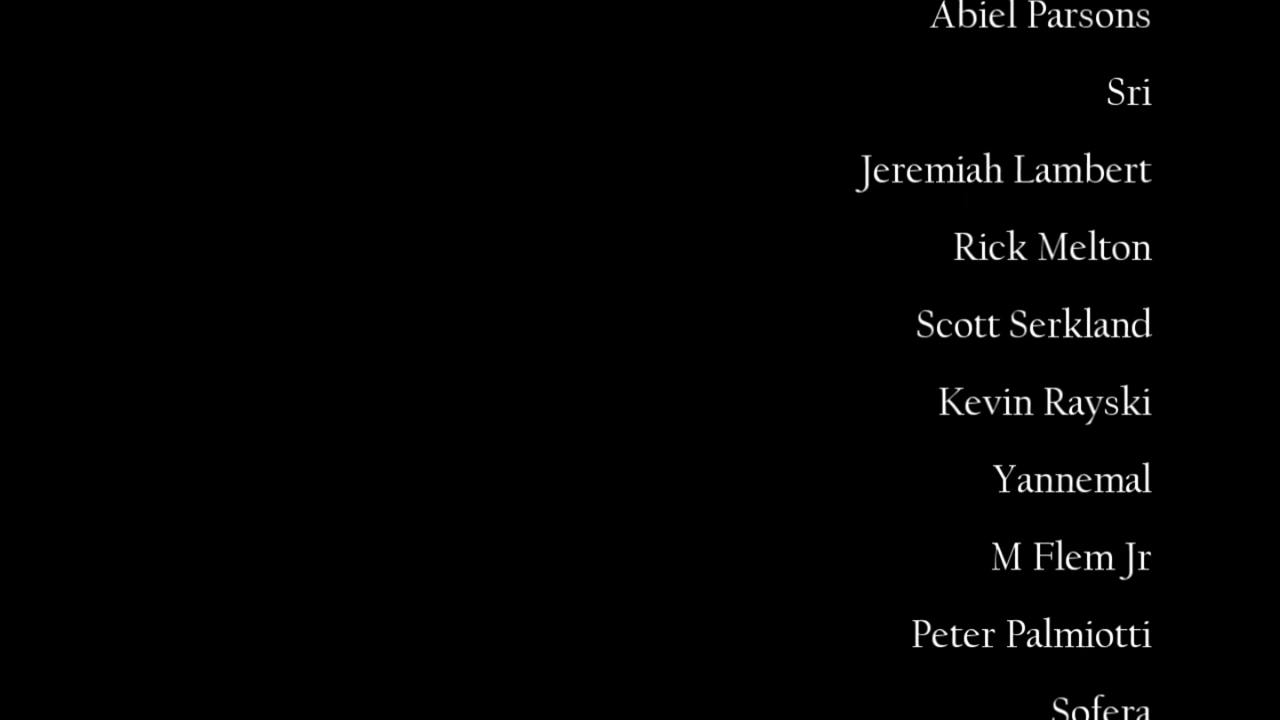 Abiel Parsons
Sri
Jeremiah Lambert
Rick Melton
Scott Serkland
Kevin Rayski
Yannemal
M Flem Jr
Peter Palmiotti
Sofera